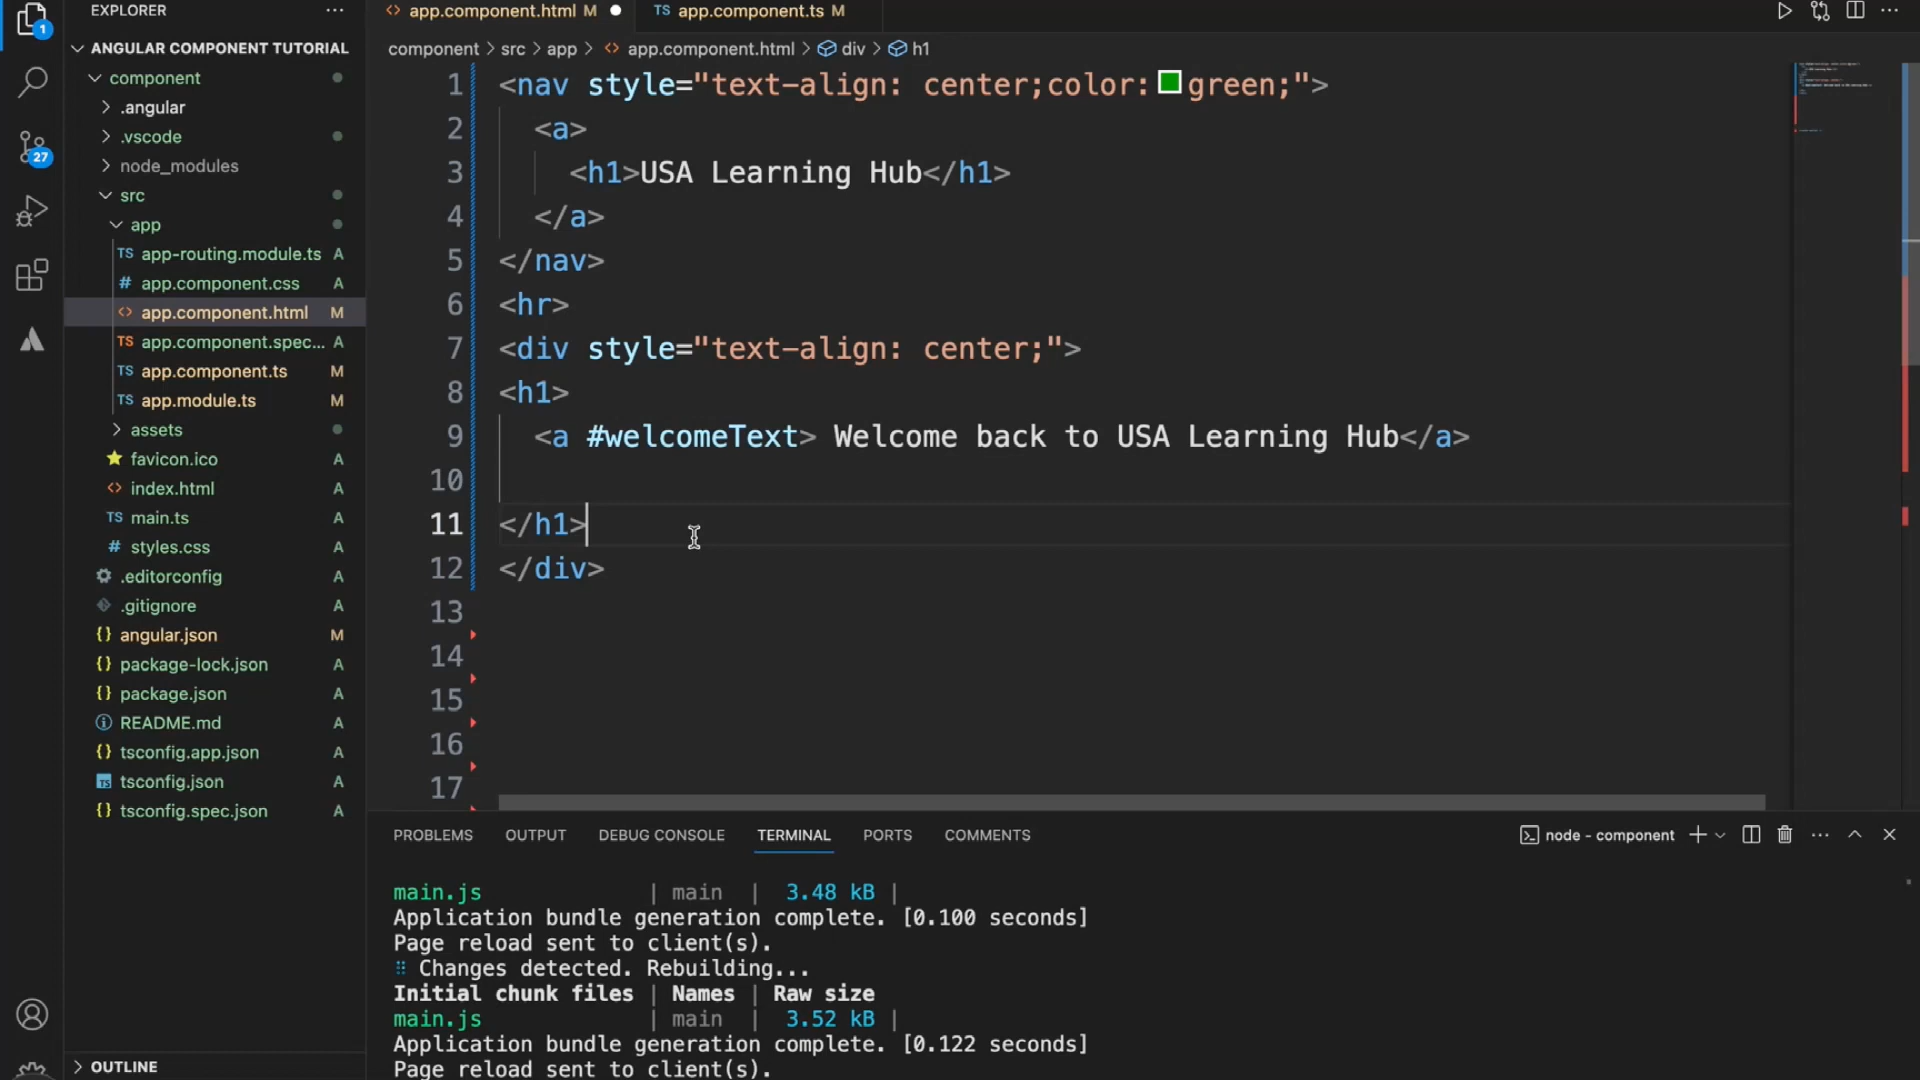 EXPLORER
ANGULAR COMPONENT TUTORIAL
component
.angular
.vscode
node_modules
src
app
TS app-routing.module.ts A
# app.component.css A
<> app.component.html M
TS app.component.spec... A
TS app.component.ts M
TS app.module.ts M
assets
favicon.ico A
<> index.html A
TS main.ts A
# styles.css A
.editorconfig A
.gitignore A
{} angular.json M
{} package-lock.json A
{} package.json A
README.md A
{} tsconfig.app.json A
TS tsconfig.json A
{} tsconfig.spec.json A
OUTLINE
1
27
<> app.component.html M
TS app.component.ts M
component > src > app > <> app.component.html > div > h1
1 <nav style="text-align: center;color:green;">
2 <a>
3 <h1>USA Learning Hub</h1>
4 </a>
5 </nav>
6 <hr>
7 <div style="text-align: center;">
8 <h1>
9 <a #welcomeText> Welcome back to USA Learning Hub</a>
10
11 </h1>
12 </div>
13
14
15
16
17
PROBLEMS OUTPUT DEBUG CONSOLE TERMINAL PORTS COMMENTS
node - component
main.js | main | 3.48 kB |
Application bundle generation complete. [0.100 seconds]
Page reload sent to client(s).
Changes detected. Rebuilding...
Initial chunk files | Names | Raw size
main.js | main | 3.52 kB |
Application bundle generation complete. [0.122 seconds]
Page reload sent to client(s).